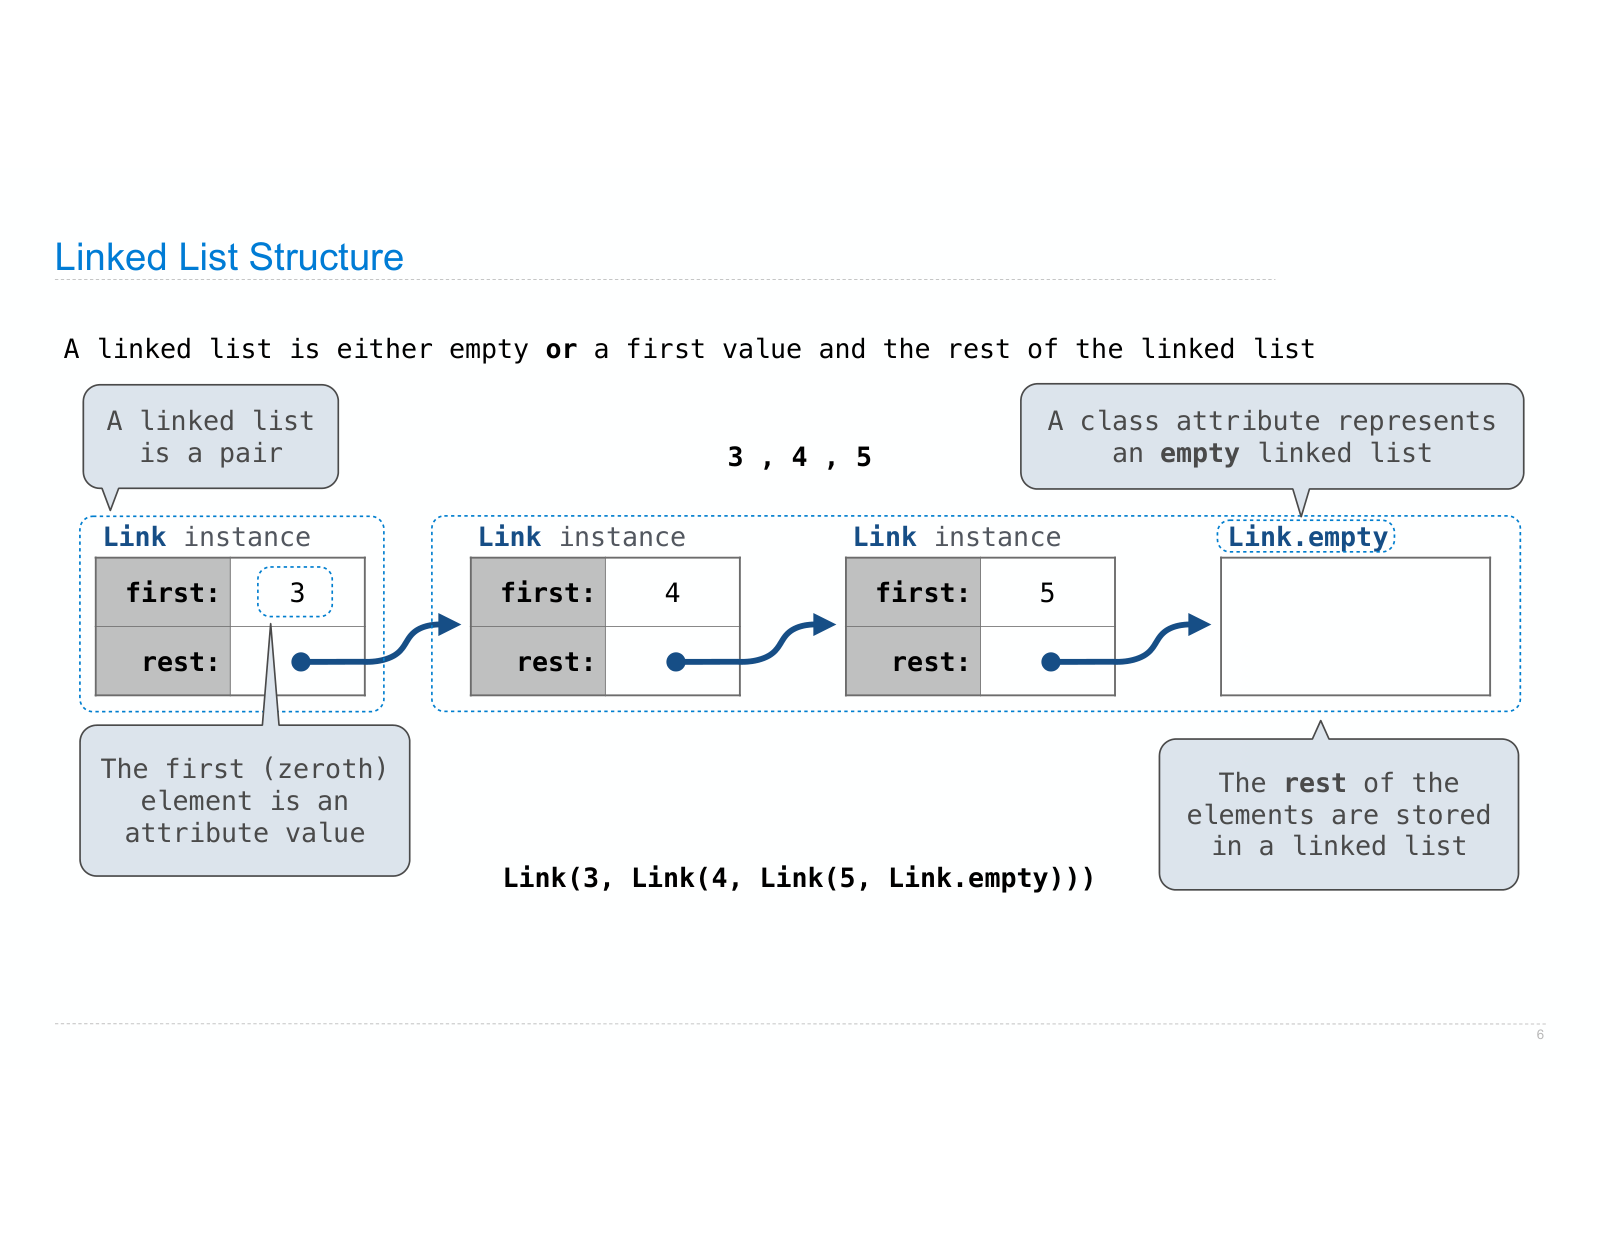 Linked List Structure
A linked list is either empty or a first value and the rest of the linked list
A linked list
is a pair
3 , 4 , 5
A class attribute represents
an empty linked list
Link instance
first: 3
rest:
Link instance
first: 4
rest:
Link instance
first: 5
rest:
Link.empty
The first (zeroth)
element is an
attribute value
The rest of the
elements are stored
in a linked list
Link(3, Link(4, Link(5, Link.empty)))
6